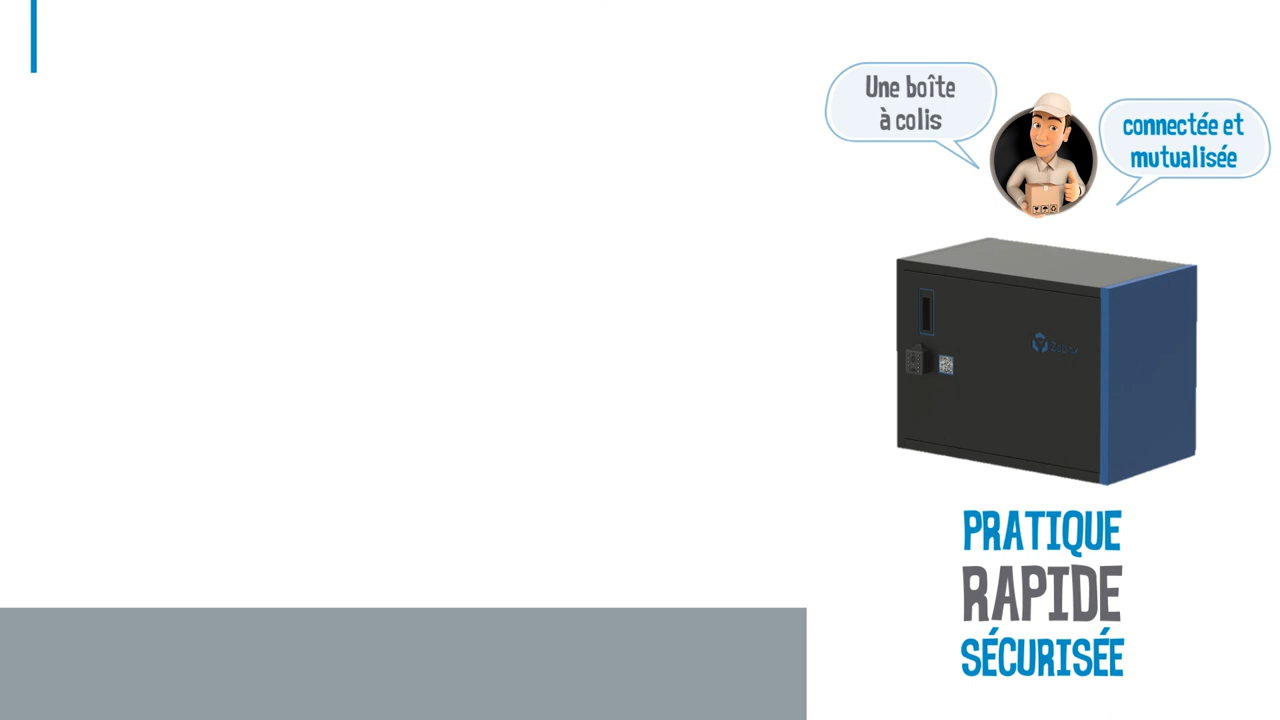 Une boîte
à colis
connectée et
mutualisée
PRATIQUE
RAPIDE
SÉCURISÉE